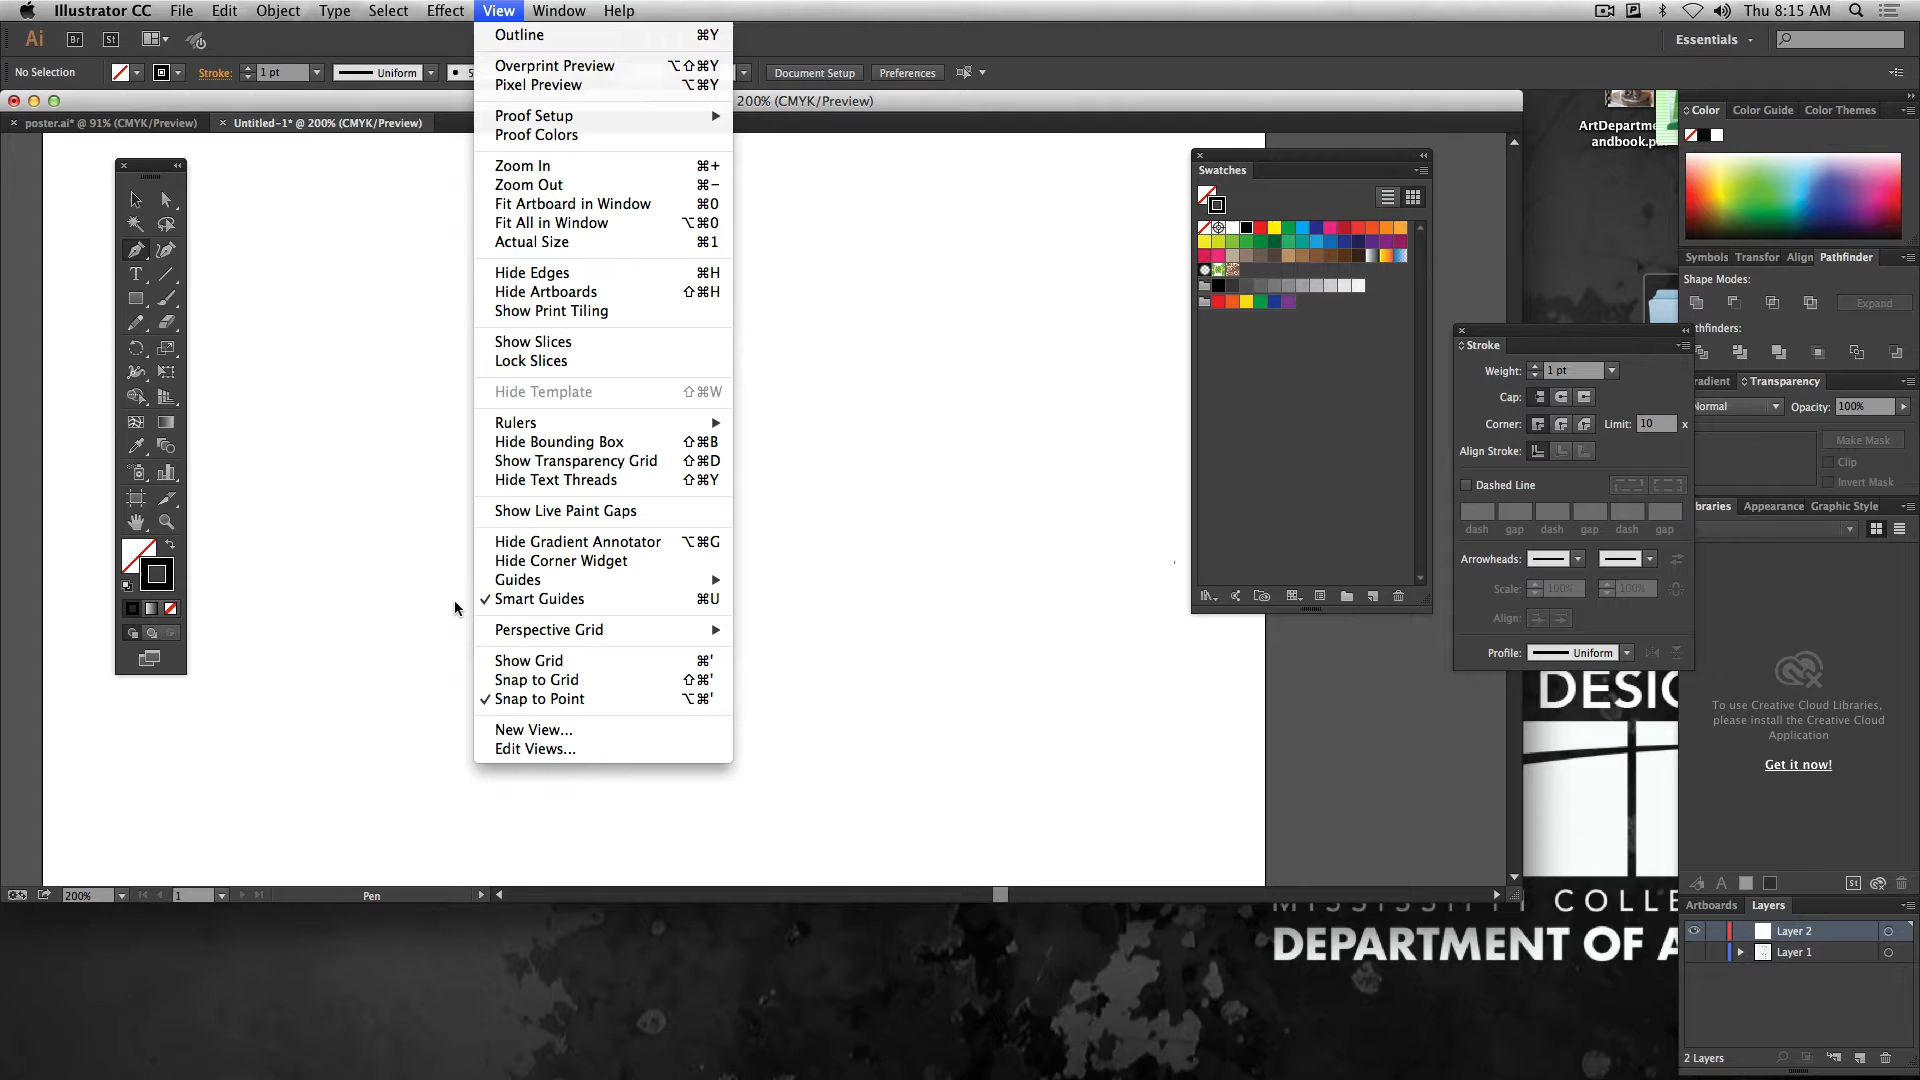 Illustrator CC File Edit Object Type Select Effect View Window Help Thu 8:15 AM
Ai Br St Essentials
No Selection Stroke: 1 pt Uniform 5 Document Setup Preferences
200% (CMYK/Preview)
poster.ai* @ 91% (CMYK/Preview) Untitled-1* @ 200% (CMYK/Preview)
Outline ⌘Y
Overprint Preview ⌥⇧⌘Y
Pixel Preview ⌥⌘Y
Proof Setup
Proof Colors
Zoom In ⌘+
Zoom Out ⌘−
Fit Artboard in Window ⌘0
Fit All in Window ⌥⌘0
Actual Size ⌘1
Hide Edges ⌘H
Hide Artboards ⇧⌘H
Show Print Tiling
Show Slices
Lock Slices
Hide Template ⇧⌘W
Rulers
Hide Bounding Box ⇧⌘B
Show Transparency Grid ⇧⌘D
Hide Text Threads ⇧⌘Y
Show Live Paint Gaps
Hide Gradient Annotator ⌥⌘G
Hide Corner Widget
Guides
✓ Smart Guides ⌘U
Perspective Grid
Show Grid ⌘'
Snap to Grid ⇧⌘'
✓ Snap to Point ⌥⌘'
New View...
Edit Views...
Swatches
ArtDepartme
andbook.p
Color Color Guide Color Themes
Symbols Transfor Align Pathfinder
Shape Modes:
Expand
athfinders:
Stroke
Weight: 1 pt
Cap:
Corner: Limit: 10 x
Align Stroke:
Dashed Line
dash gap dash gap dash gap
Arrowheads:
Scale: 100% 100%
Align:
Profile: Uniform
radient Transparency
Normal Opacity: 100%
Make Mask
Clip
Invert Mask
braries Appearance Graphic Style
To use Creative Cloud Libraries,
please install the Creative Cloud
Application
Get it now!
St
Artboards Layers
Layer 2
Layer 1
2 Layers
200% 1 Pen
DESIG
MISSISSIPPI COLLE
DEPARTMENT OF A